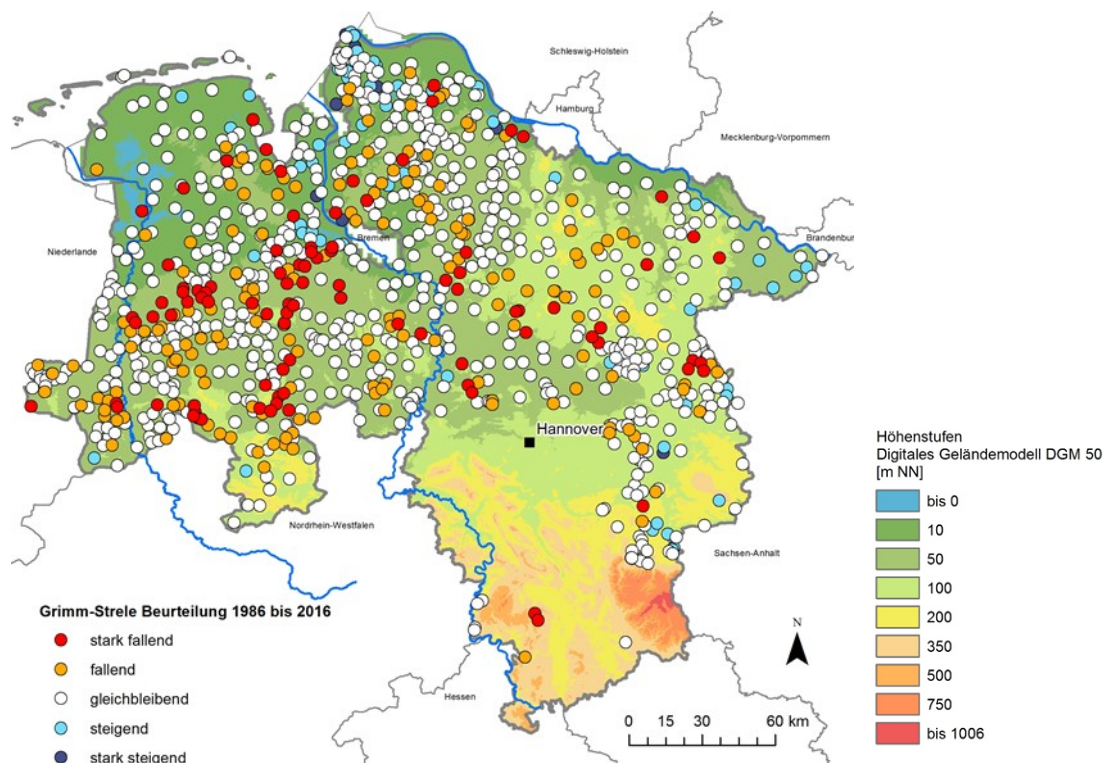 Schleswig-Holstein
Hamburg
Mecklenburg-Vorpommern
Niederlande
Bremen
Brandenburg
Hannover
Nordrhein-Westfalen
Sachsen-Anhalt
Hessen
Grimm-Strele Beurteilung 1986 bis 2016
stark fallend
fallend
gleichbleibend
steigend
stark steigend
N
0 15 30 60 km
Höhenstufen
Digitales Geländemodell DGM 50
[m NN]
bis 0
10
50
100
200
350
500
750
bis 1006